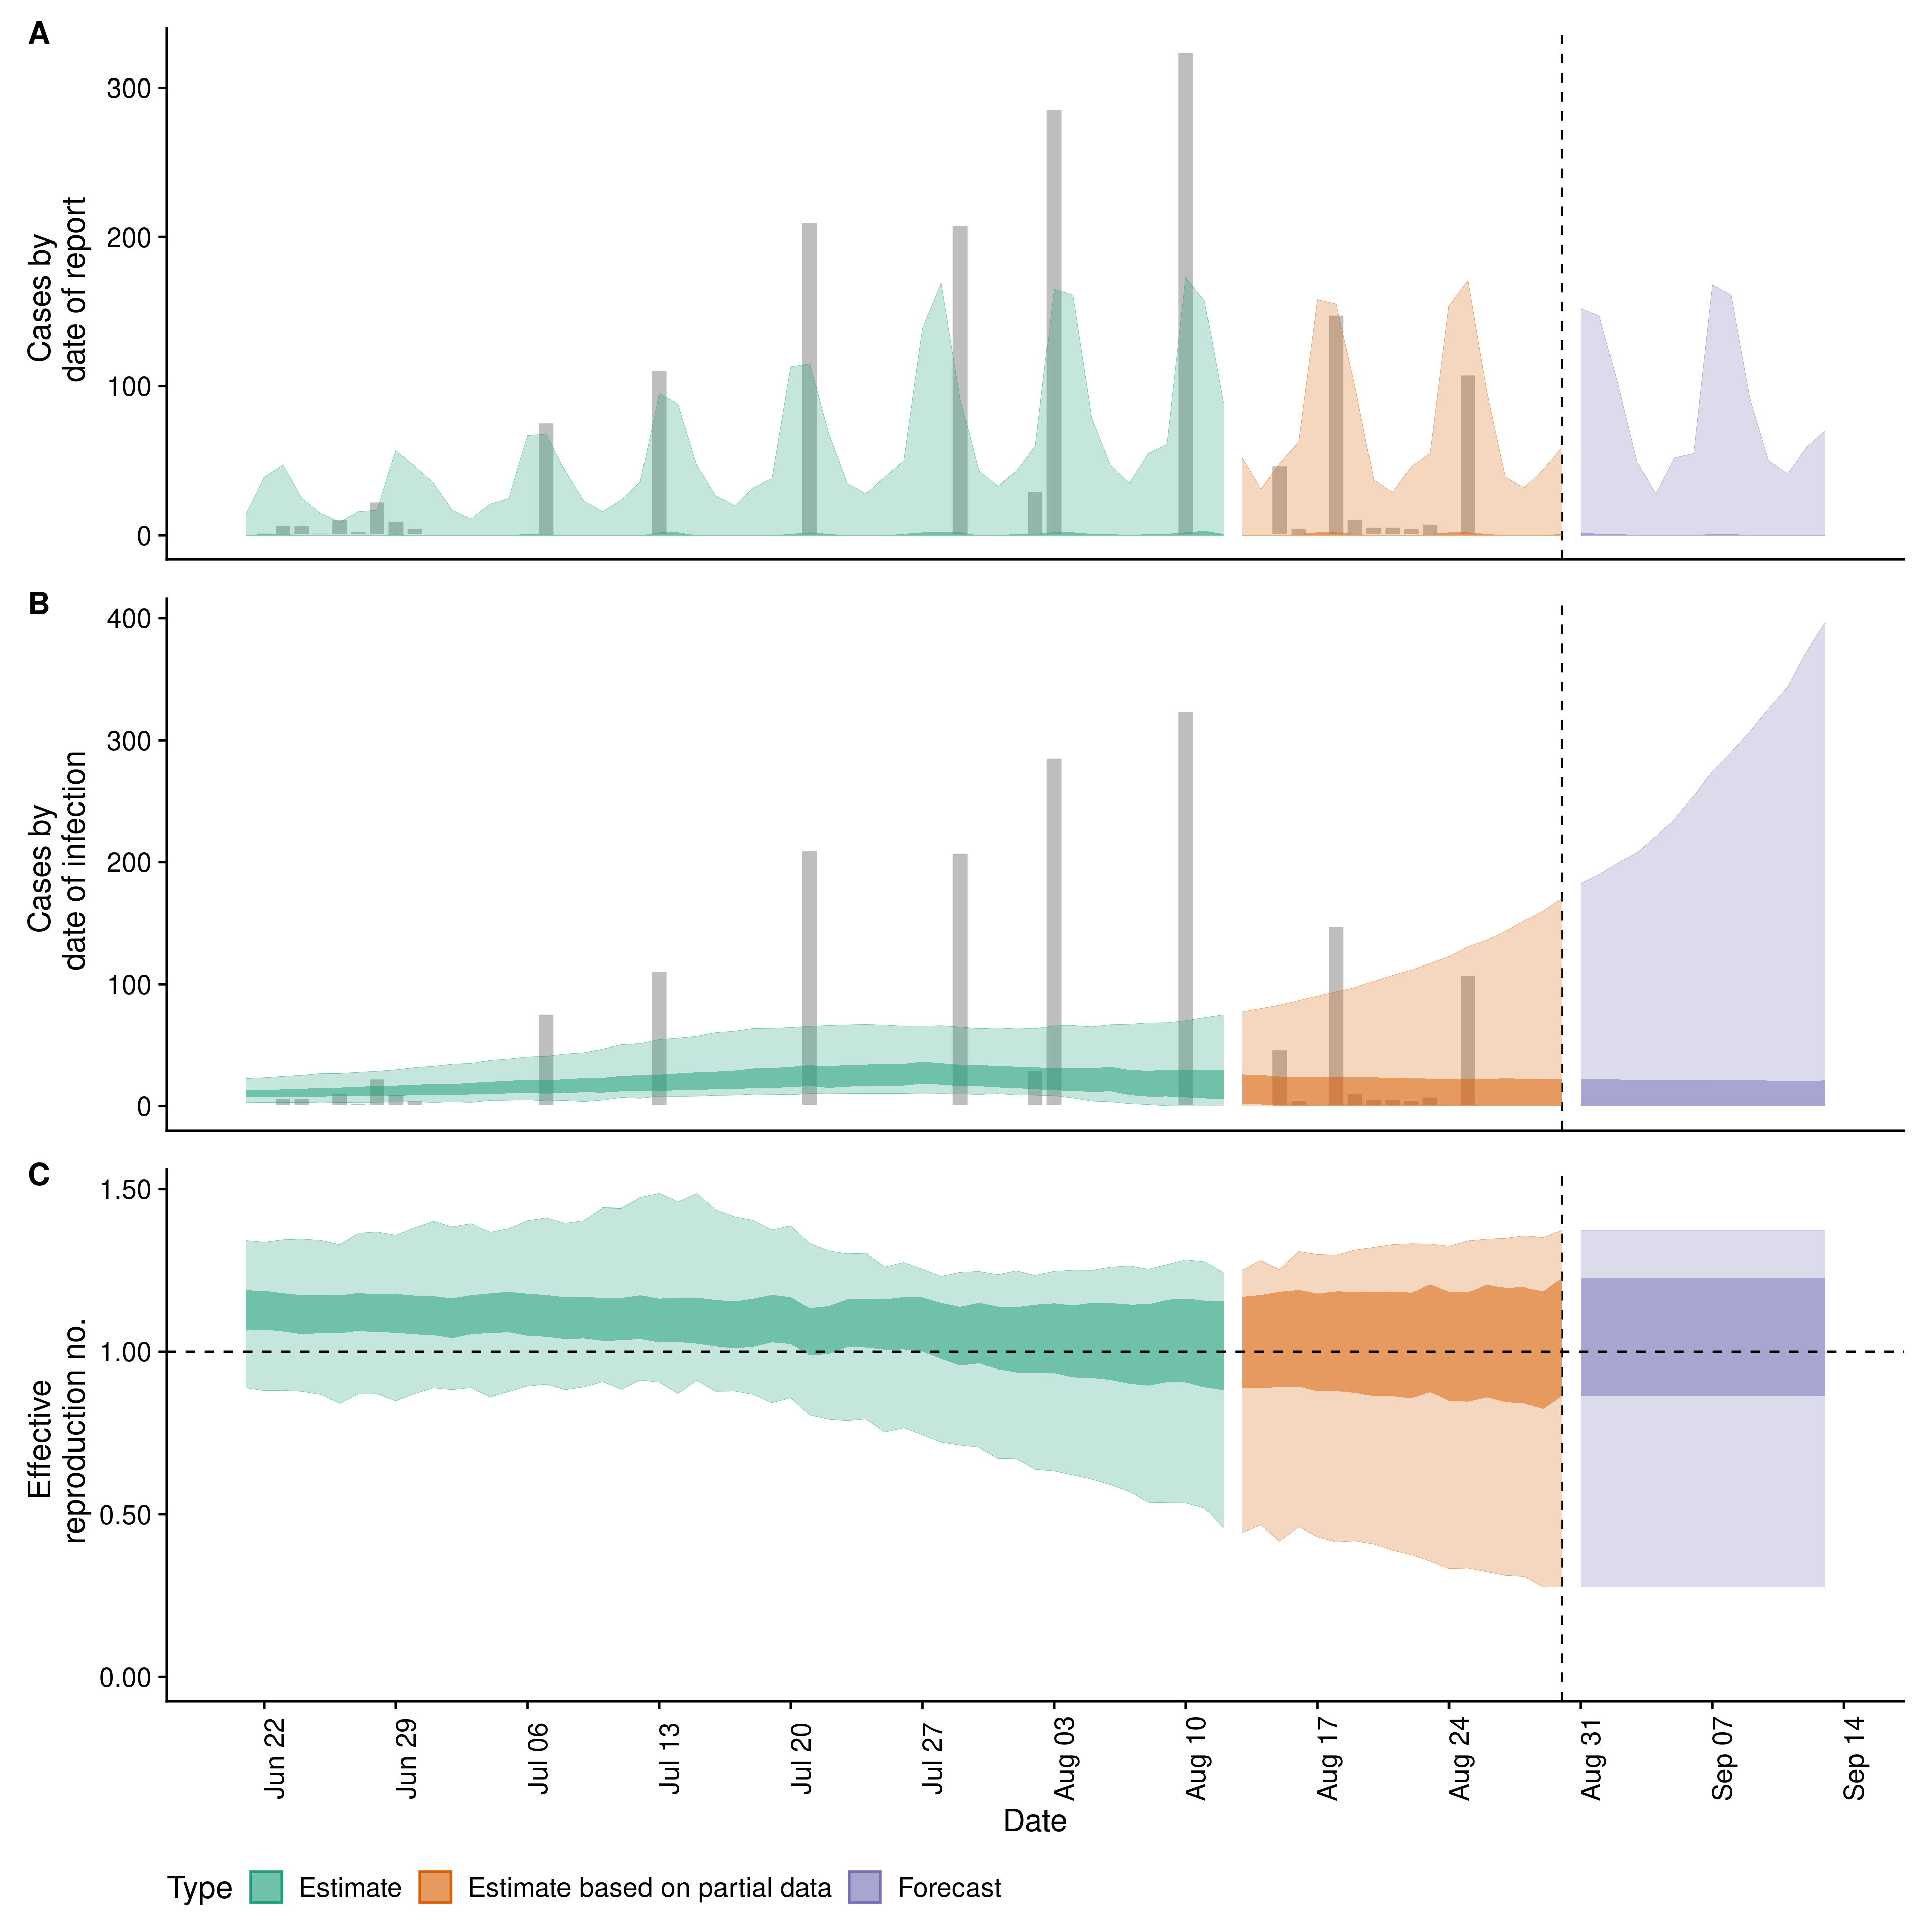 A
Cases by
date of report
300
200
100
0
B
Cases by
date of infection
400
300
200
100
0
C
Effective
reproduction no.
1.50
1.00
0.50
0.00
Jun 22
Jun 29
Jul 06
Jul 13
Jul 20
Jul 27
Aug 03
Aug 10
Aug 17
Aug 24
Aug 31
Sep 07
Sep 14
Date
Type Estimate Estimate based on partial data Forecast